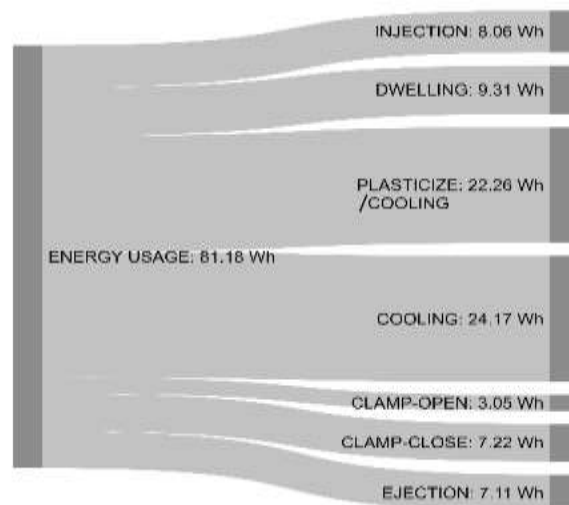 INJECTION: 8.06 Wh
DWELLING: 9.31 Wh
PLASTICIZE: 22.26 Wh
/COOLING
ENERGY USAGE: 81.18 Wh
COOLING: 24.17 Wh
CLAMP-OPEN: 3.05 Wh
CLAMP-CLOSE: 7.22 Wh
EJECTION: 7.11 Wh